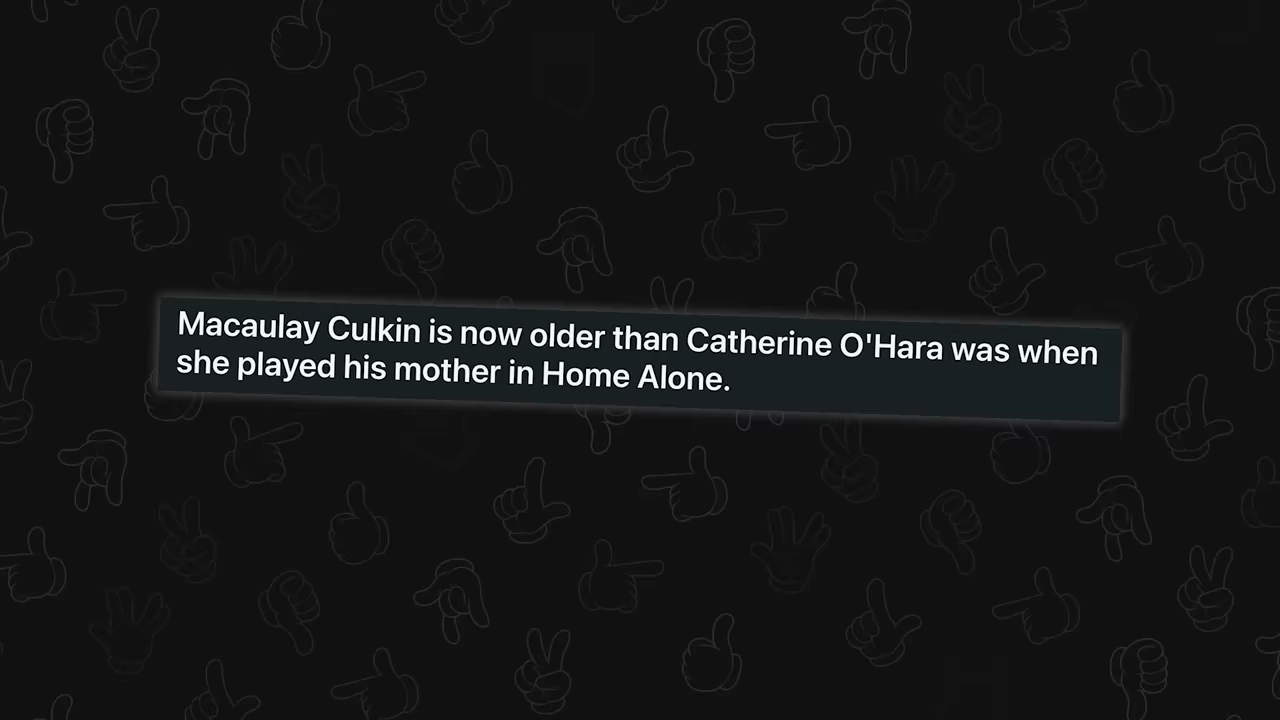 Macaulay Culkin is now older than Catherine O'Hara was when
she played his mother in Home Alone.